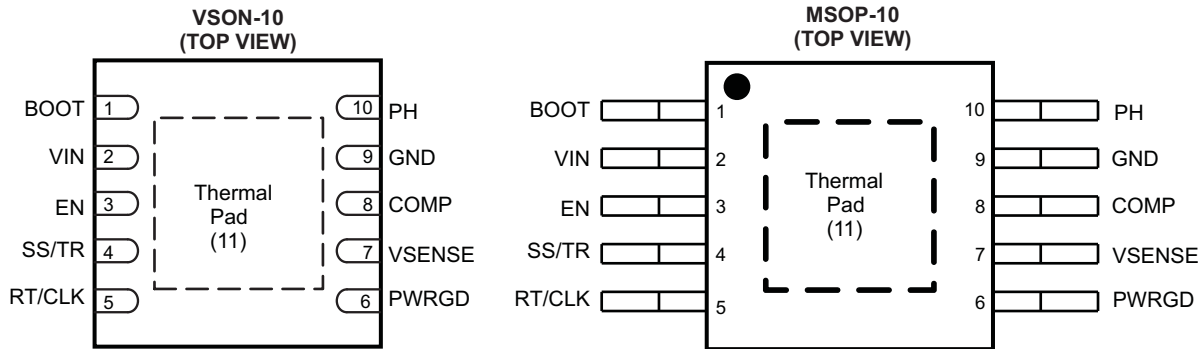 VSON-10
(TOP VIEW)
BOOT 1
VIN 2
EN 3
SS/TR 4
RT/CLK 5
Thermal
Pad
(11)
10 PH
9 GND
8 COMP
7 VSENSE
6 PWRGD
MSOP-10
(TOP VIEW)
BOOT 1
VIN 2
EN 3
SS/TR 4
RT/CLK 5
Thermal
Pad
(11)
10 PH
9 GND
8 COMP
7 VSENSE
6 PWRGD